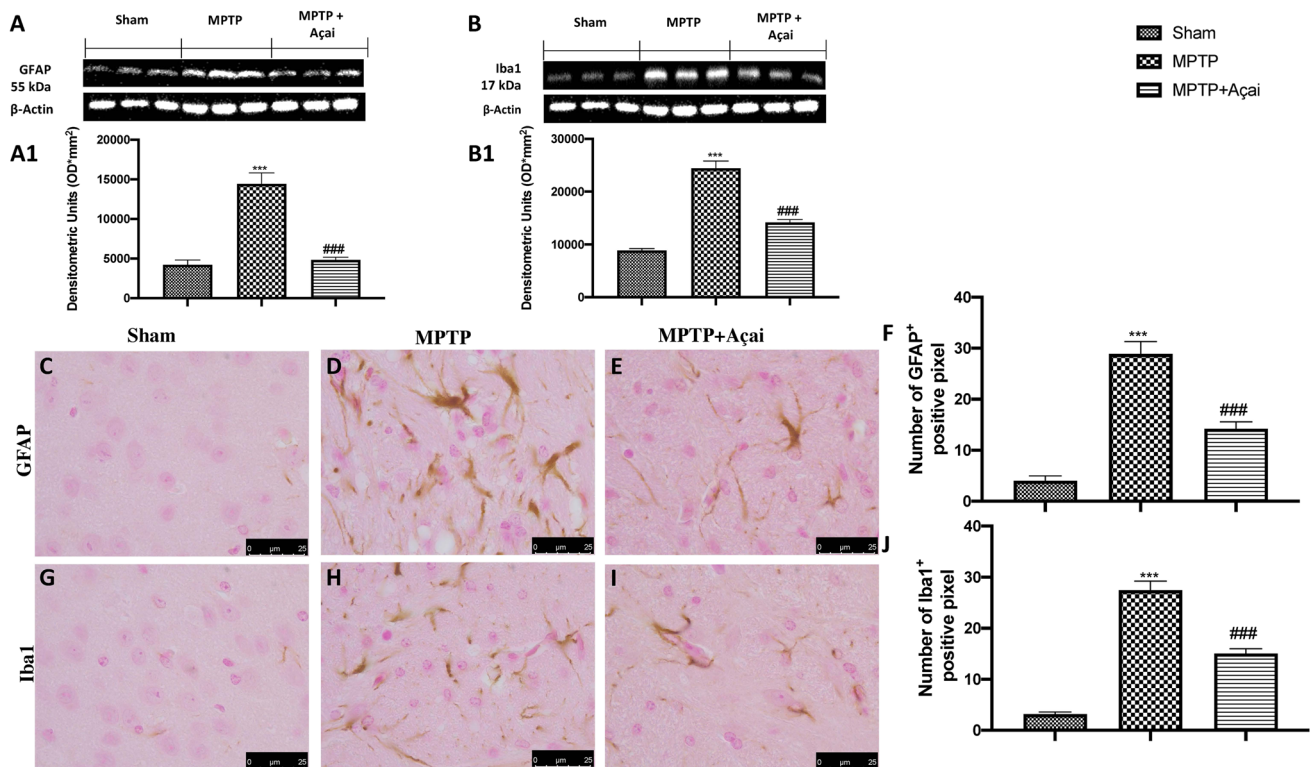 A
Sham
MPTP
MPTP +
Açai
GFAP
55 kDa
β-Actin
B
Sham
MPTP
MPTP +
Açai
Iba1
17 kDa
β-Actin
Sham
MPTP
MPTP+Açai
A1
Densitometric Units (OD*mm²)
20000
15000
10000
5000
0
***
###
B1
Densitometric Units (OD*mm²)
30000
20000
10000
0
***
###
Sham
MPTP
MPTP+Açai
GFAP
C
0 µm 25
D
0 µm 25
E
0 µm 25
F
Number of GFAP⁺
positive pixel
40
30
20
10
0
***
###
Iba1
G
0 µm 25
H
0 µm 25
I
0 µm 25
J
Number of Iba1⁺
positive pixel
40
30
20
10
0
***
###